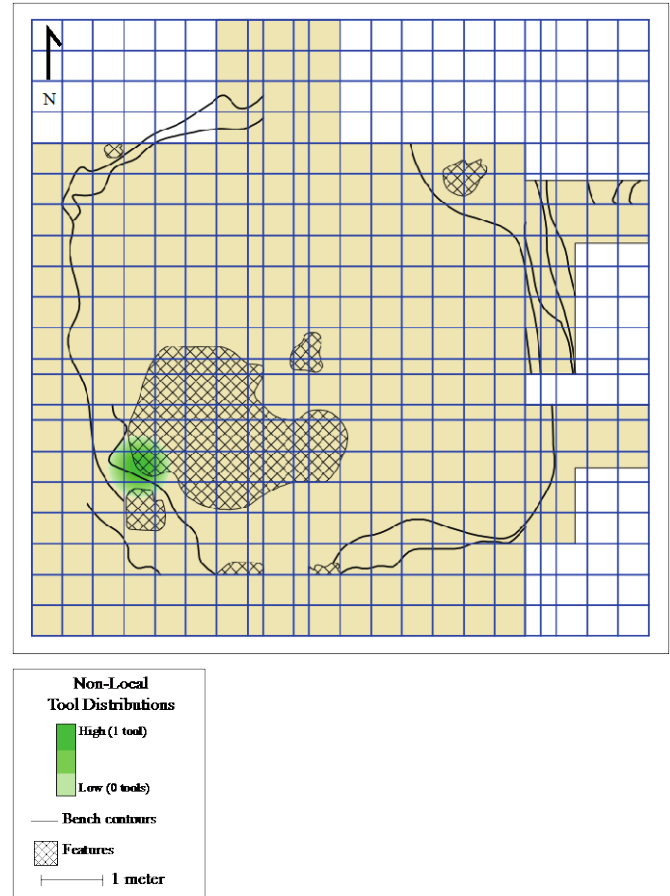 N
Non-Local
Tool Distributions
High (1 tool)
Low (0 tools)
Bench contours
Features
1 meter